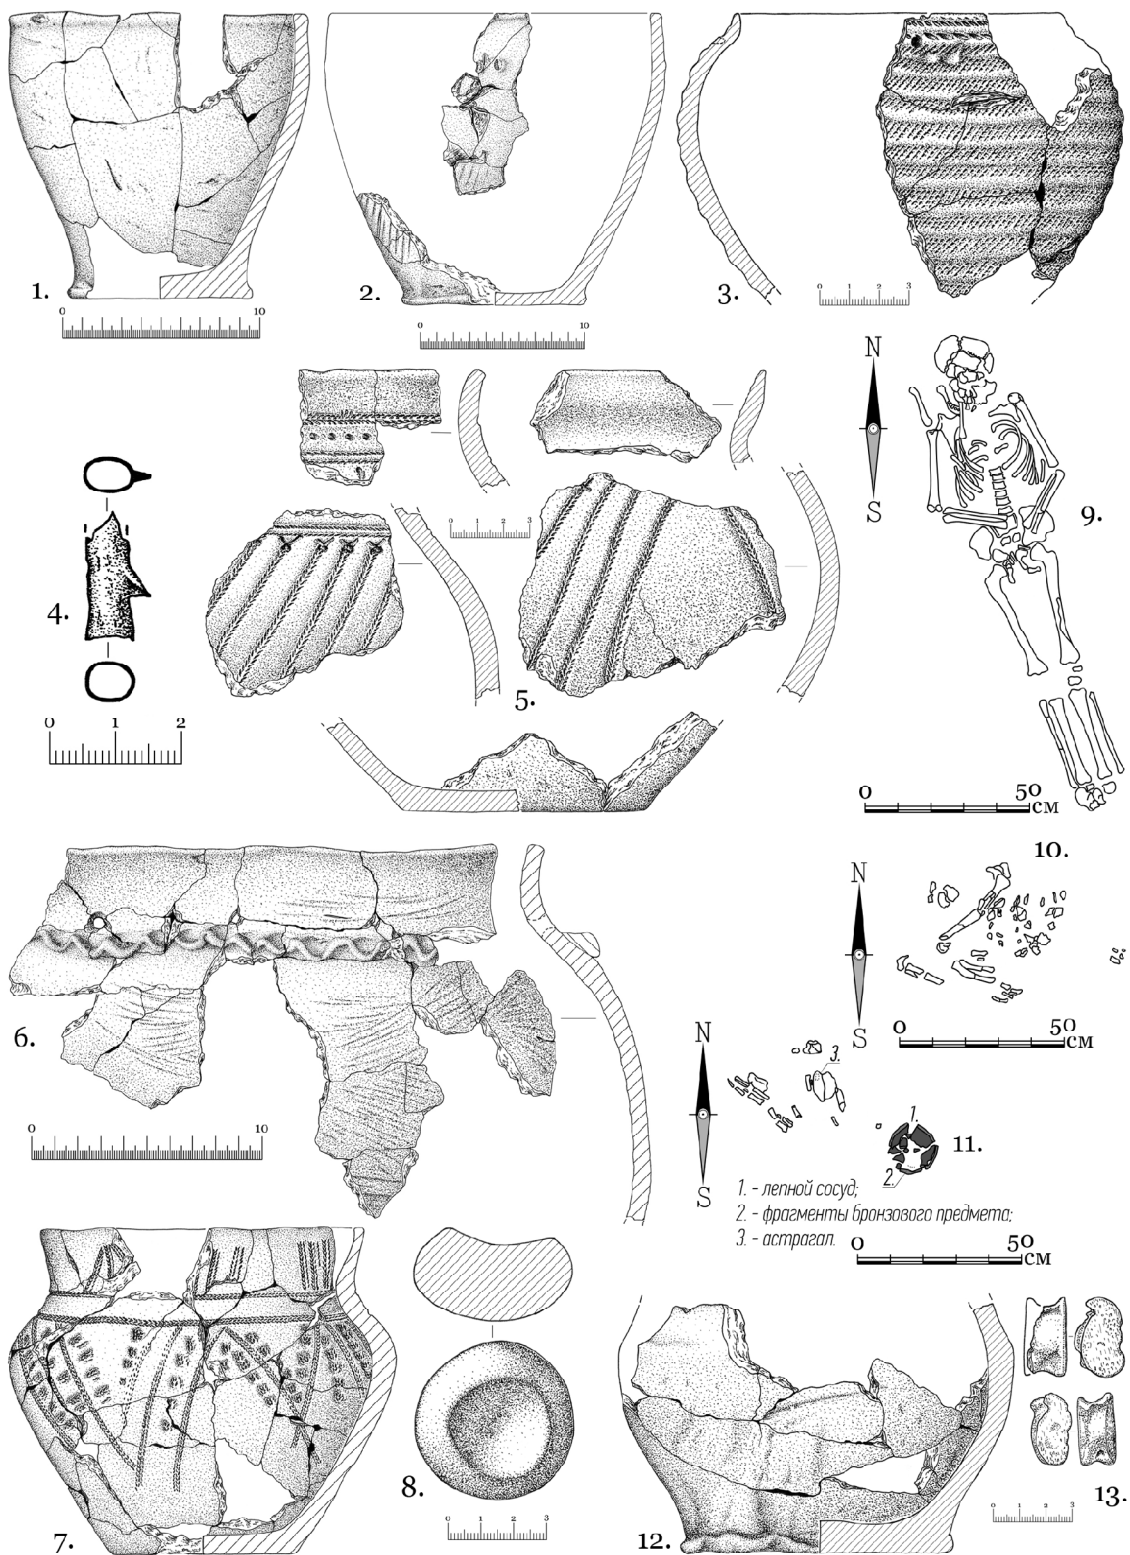 1.
0 10
2.
0 10
3.
0 1 2 3
N
S
9.
0 50
см
4.
0 1 2
0 1 2 3
5.
10.
N
S
0 50
см
6.
0 10
N
S
3.
1.
2.
11.
1. - лепной сосуд;
2. - фрагменты бронзового предмета;
3. - астрагал.
0 50
см
7.
8.
0 1 2 3
12.
13.
0 1 2 3